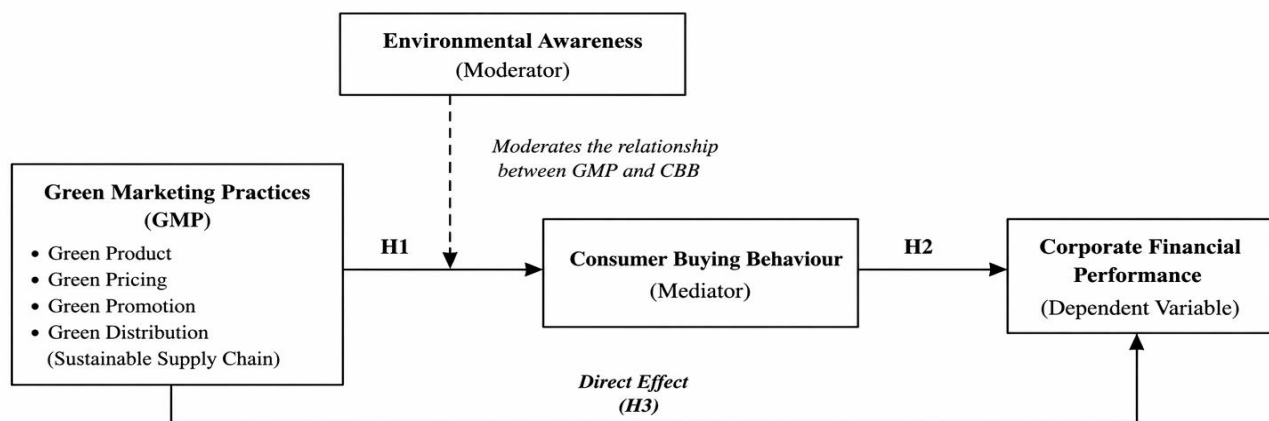 Environmental Awareness
(Moderator)
Moderates the relationship
between GMP and CBB
Green Marketing Practices
(GMP)
• Green Product
• Green Pricing
• Green Promotion
• Green Distribution
(Sustainable Supply Chain)
H1
Consumer Buying Behaviour
(Mediator)
H2
Corporate Financial
Performance
(Dependent Variable)
Direct Effect
(H3)